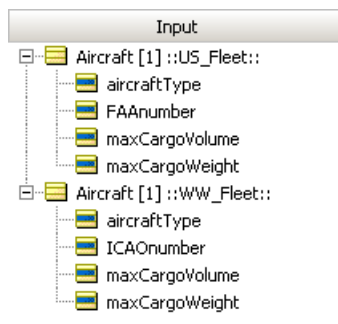 Input
Aircraft [1] ::US_Fleet::
aircraftType
FAAnumber
maxCargoVolume
maxCargoWeight
Aircraft [1] ::WW_Fleet::
aircraftType
ICAOnumber
maxCargoVolume
maxCargoWeight